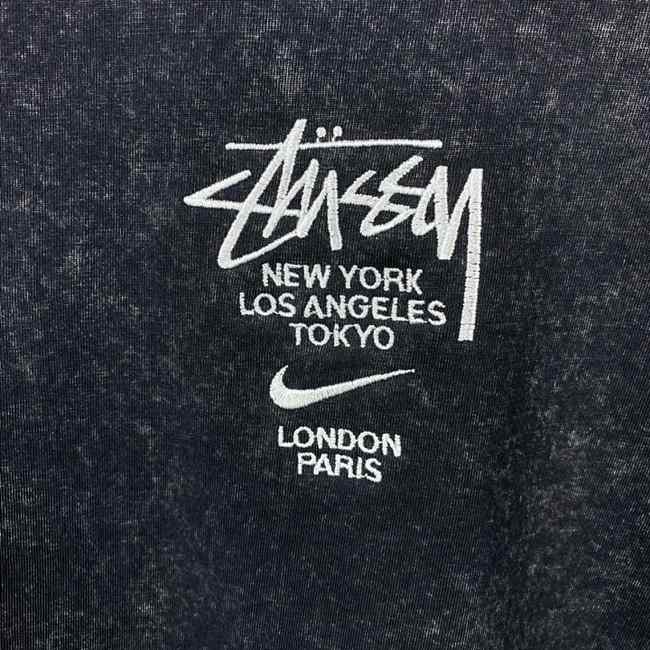 Stüssy
NEW YORK
LOS ANGELES
TOKYO
LONDON
PARIS